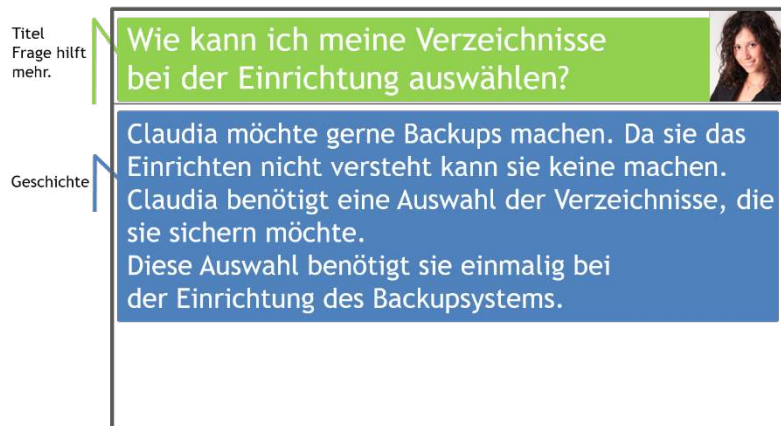 Titel
Frage hilft
mehr.
Wie kann ich meine Verzeichnisse
bei der Einrichtung auswählen?
Geschichte
Claudia möchte gerne Backups machen. Da sie das
Einrichten nicht versteht kann sie keine machen.
Claudia benötigt eine Auswahl der Verzeichnisse, die
sie sichern möchte.
Diese Auswahl benötigt sie einmalig bei
der Einrichtung des Backupsystems.